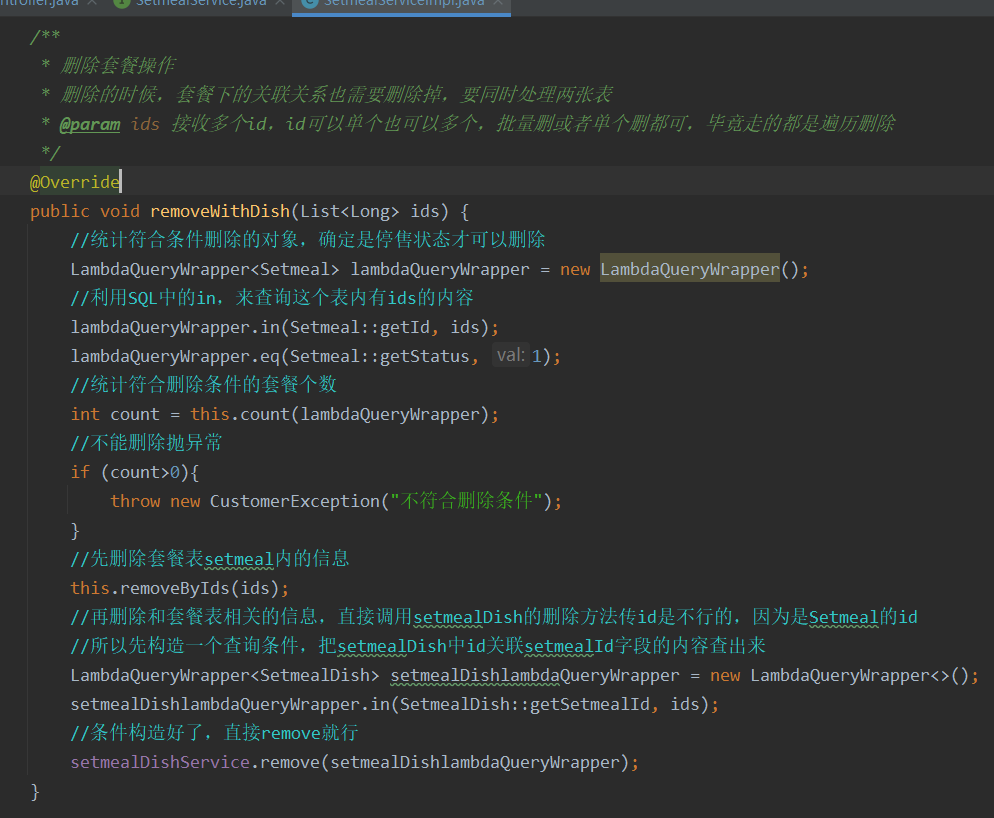 ntroller.java × I SetmealService.java × C SetmealServiceImpl.java ×
/**
 * 删除套餐操作
 * 删除的时候，套餐下的关联关系也需要删除掉，要同时处理两张表
 * @param ids 接收多个id，id可以单个也可以多个，批量删或者单个删都可，毕竟走的都是遍历删除
 */
@Override
public void removeWithDish(List<Long> ids) {
    //统计符合条件删除的对象，确定是停售状态才可以删除
    LambdaQueryWrapper<Setmeal> lambdaQueryWrapper = new LambdaQueryWrapper();
    //利用SQL中的in，来查询这个表内有ids的内容
    lambdaQueryWrapper.in(Setmeal::getId, ids);
    lambdaQueryWrapper.eq(Setmeal::getStatus, val: 1);
    //统计符合删除条件的套餐个数
    int count = this.count(lambdaQueryWrapper);
    //不能删除抛异常
    if (count>0){
        throw new CustomerException("不符合删除条件");
    }
    //先删除套餐表setmeal内的信息
    this.removeByIds(ids);
    //再删除和套餐表相关的信息，直接调用setmealDish的删除方法传id是不行的，因为是Setmeal的id
    //所以先构造一个查询条件，把setmealDish中id关联setmealId字段的内容查出来
    LambdaQueryWrapper<SetmealDish> setmealDishlambdaQueryWrapper = new LambdaQueryWrapper<>();
    setmealDishlambdaQueryWrapper.in(SetmealDish::getSetmealId, ids);
    //条件构造好了，直接remove就行
    setmealDishService.remove(setmealDishlambdaQueryWrapper);
}